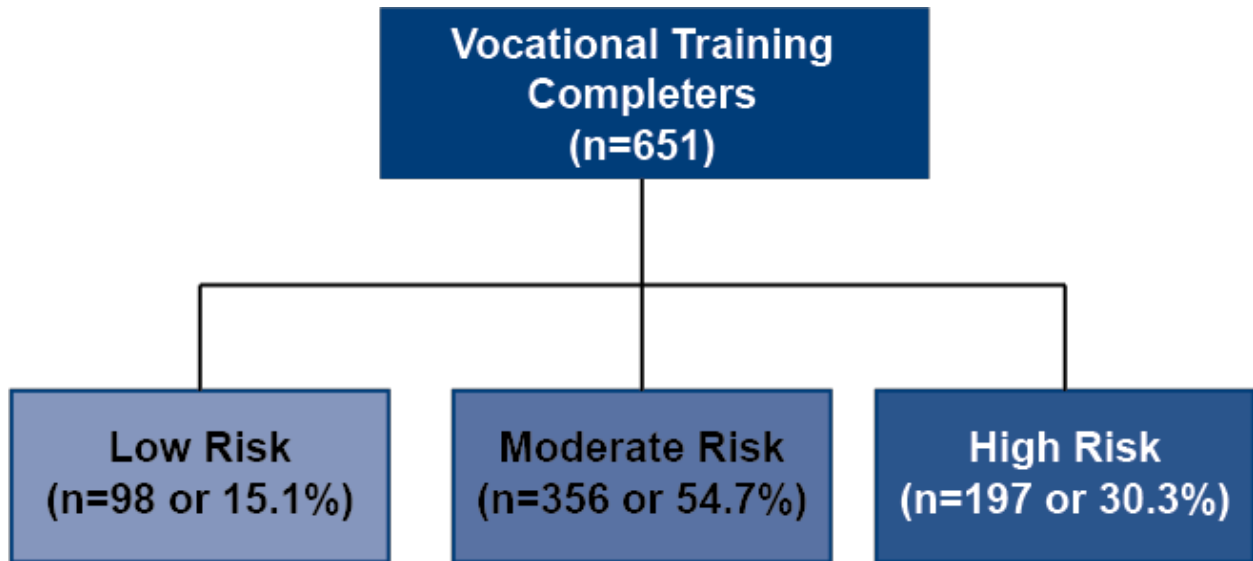 Vocational Training
Completers
(n=651)
Low Risk
(n=98 or 15.1%)
Moderate Risk
(n=356 or 54.7%)
High Risk
(n=197 or 30.3%)